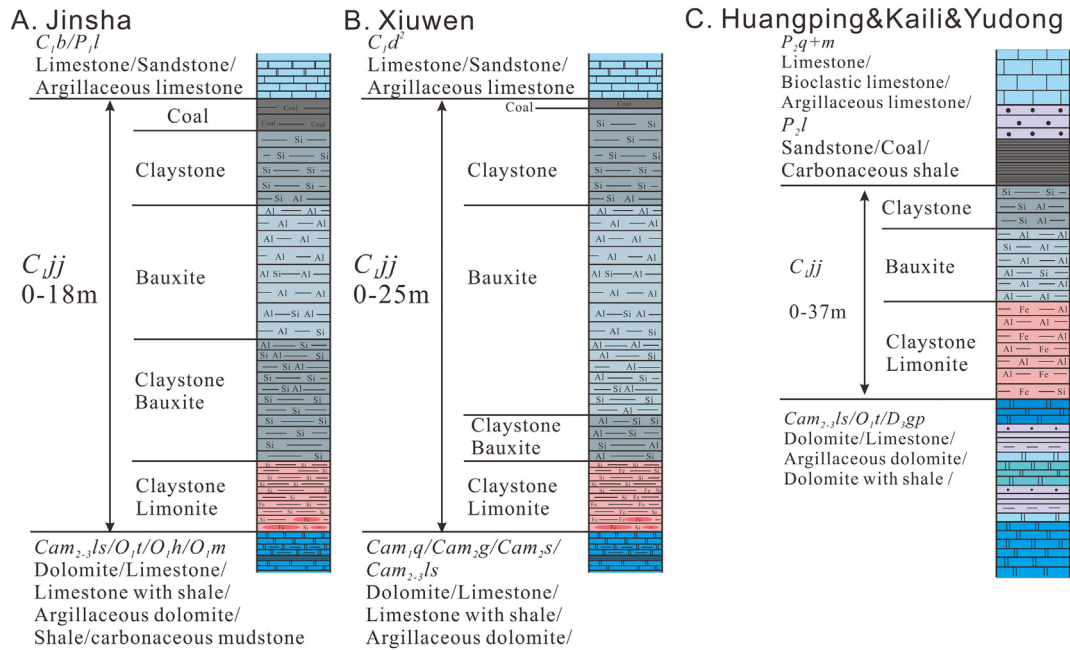 A. Jinsha
C₁b/P₁l
Limestone/Sandstone/
Argillaceous limestone
Coal
Claystone
Bauxite
C₁jj
0-18m
Claystone
Bauxite
Claystone
Limonite
Cam₂₋₃ls/O₁t/O₁h/O₁m
Dolomite/Limestone/
Limestone with shale/
Argillaceous dolomite/
Shale/carbonaceous mudstone
B. Xiuwen
C₁d²
Limestone/Sandstone/
Argillaceous limestone
Coal
Claystone
Bauxite
C₁jj
0-25m
Claystone
Bauxite
Claystone
Limonite
Cam₁q/Cam₂g/Cam₂s/
Cam₂₋₃ls
Dolomite/Limestone/
Limestone with shale/
Argillaceous dolomite/
C. Huangping&Kaili&Yudong
P₂q+m
Limestone/
Bioclastic limestone/
Argillaceous limestone/
P₂l
Sandstone/Coal/
Carbonaceous shale
Claystone
C₁jj
Bauxite
0-37m
Claystone
Limonite
Cam₂₋₃ls/O₁t/D₃gp
Dolomite/Limestone/
Argillaceous dolomite/
Dolomite with shale /